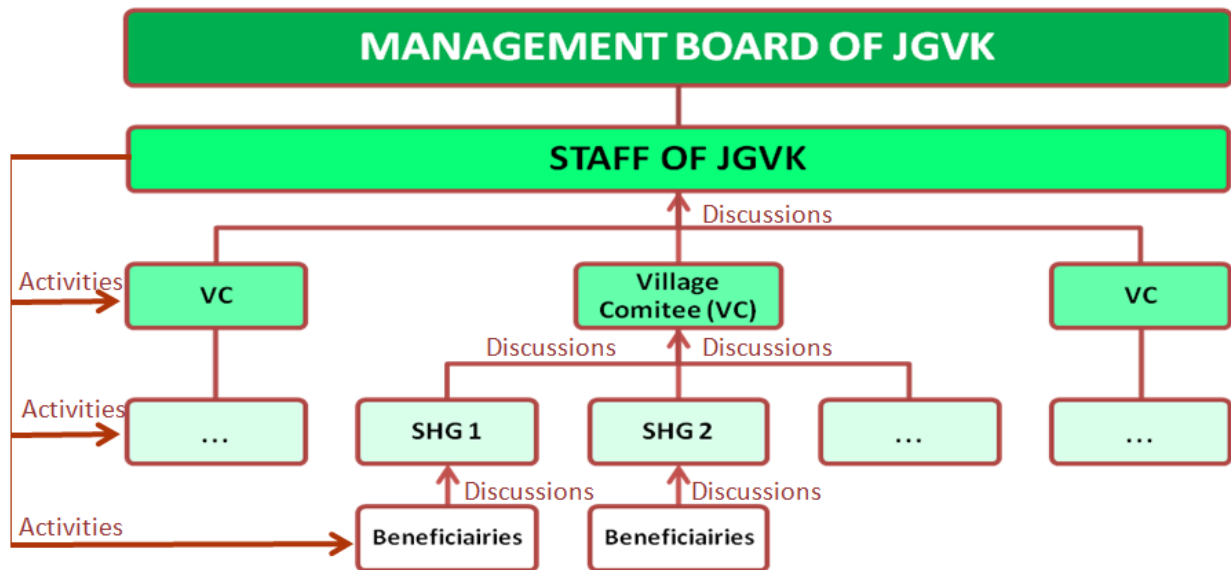 MANAGEMENT BOARD OF JGVK
STAFF OF JGVK
Discussions
Activities
VC
Village
Comitee (VC)
VC
Discussions
Discussions
Activities
...
SHG 1
SHG 2
...
...
Discussions
Discussions
Activities
Beneficiairies
Beneficiairies